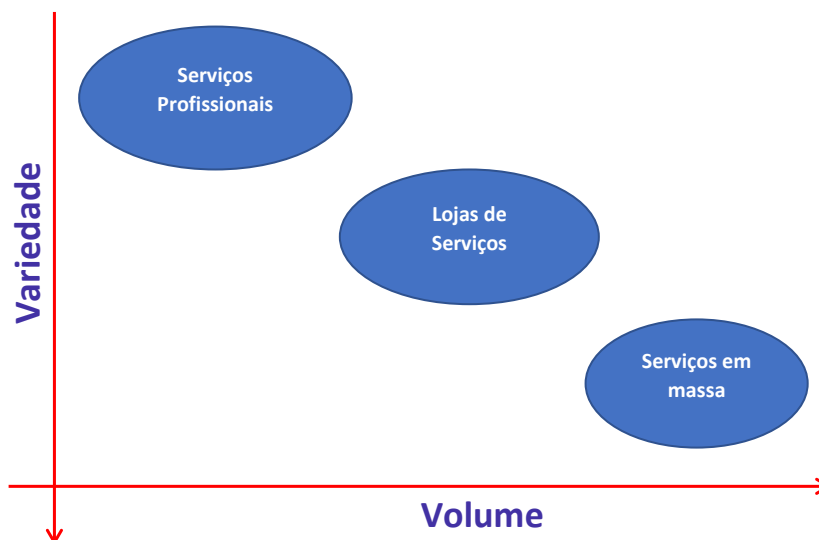 Serviços
Profissionais
Lojas de
Serviços
Variedade
Serviços em
massa
Volume